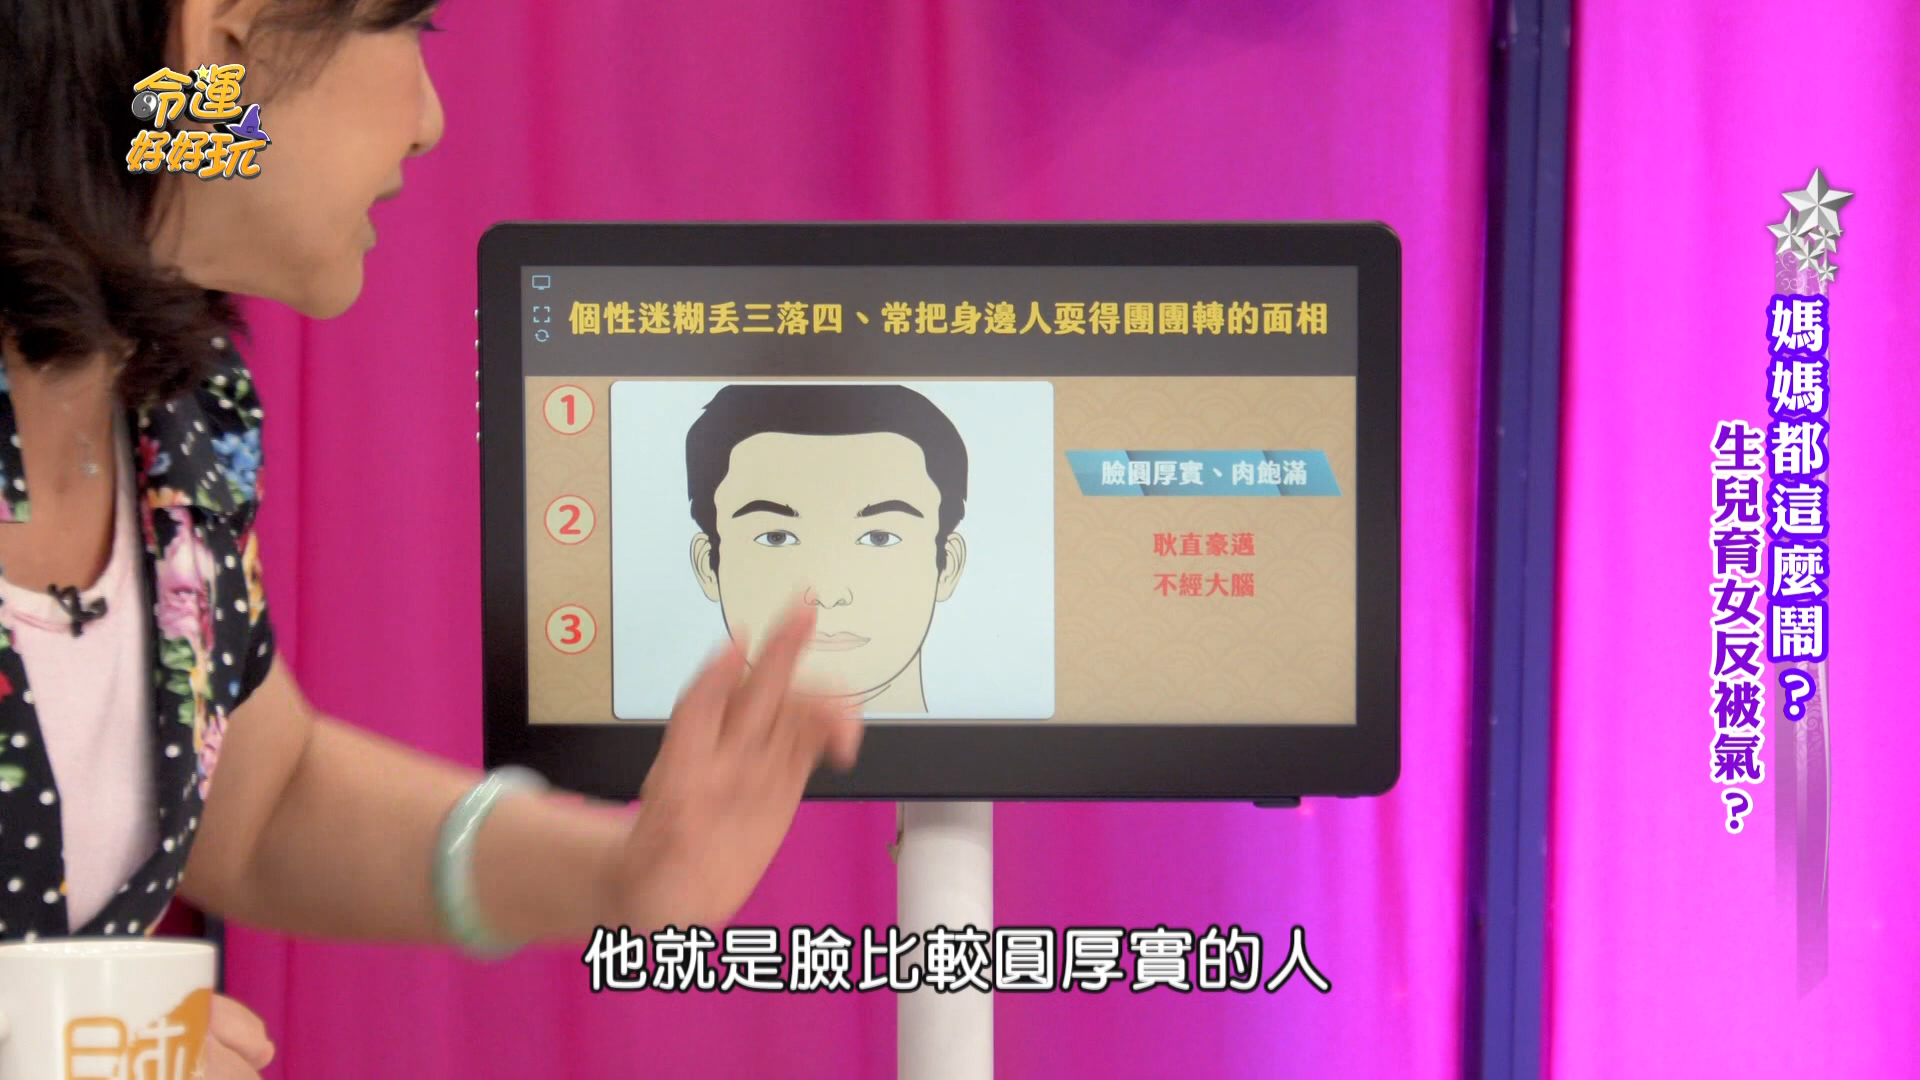 命運
好好玩
個性迷糊丟三落四、常把身邊人耍得團團轉的面相
1
2
3
臉圓厚實、肉飽滿
耿直豪邁
不經大腦
媽媽都這麼鬧?
生兒育女反被氣?
他就是臉比較圓厚實的人